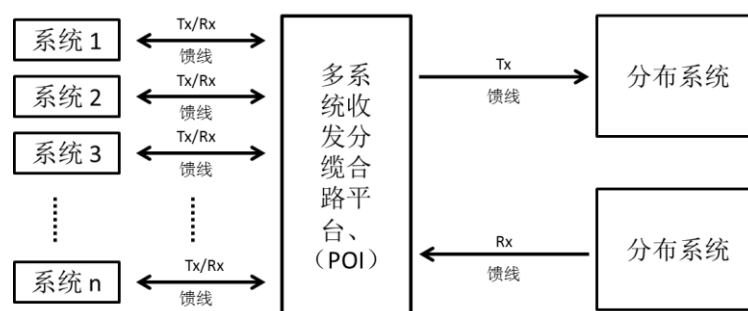 系统 1
Tx/Rx
馈线
系统 2
Tx/Rx
馈线
系统 3
Tx/Rx
馈线
系统 n
Tx/Rx
馈线
多系
统收
发分
缆合
路平
台、
（POI）
Tx
馈线
分布系统
Rx
馈线
分布系统